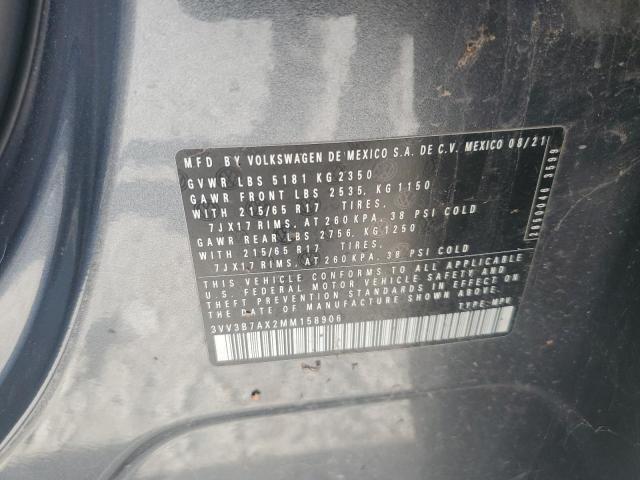 MFD BY VOLKSWAGEN DE MEXICO S.A. DE C.V. MEXICO 08/21
GVWR LBS 5181 KG 2350
GAWR FRONT LBS 2535, KG 1150
WITH 215/65 R17 TIRES,
7JX17 RIMS, AT 260 KPA, 38 PSI COLD
GAWR REAR LBS 2756, KG 1250
WITH 215/65 R17 TIRES,
7JX17 RIMS, AT 260 KPA, 38 PSI COLD
THIS VEHICLE CONFORMS TO ALL APPLICABLE
U.S. FEDERAL MOTOR VEHICLE SAFETY AND
THEFT PREVENTION STANDARDS IN EFFECT ON
THE DATE OF MANUFACTURE SHOWN ABOVE
3VV3B7AX2MM158906 TYPE: MPV